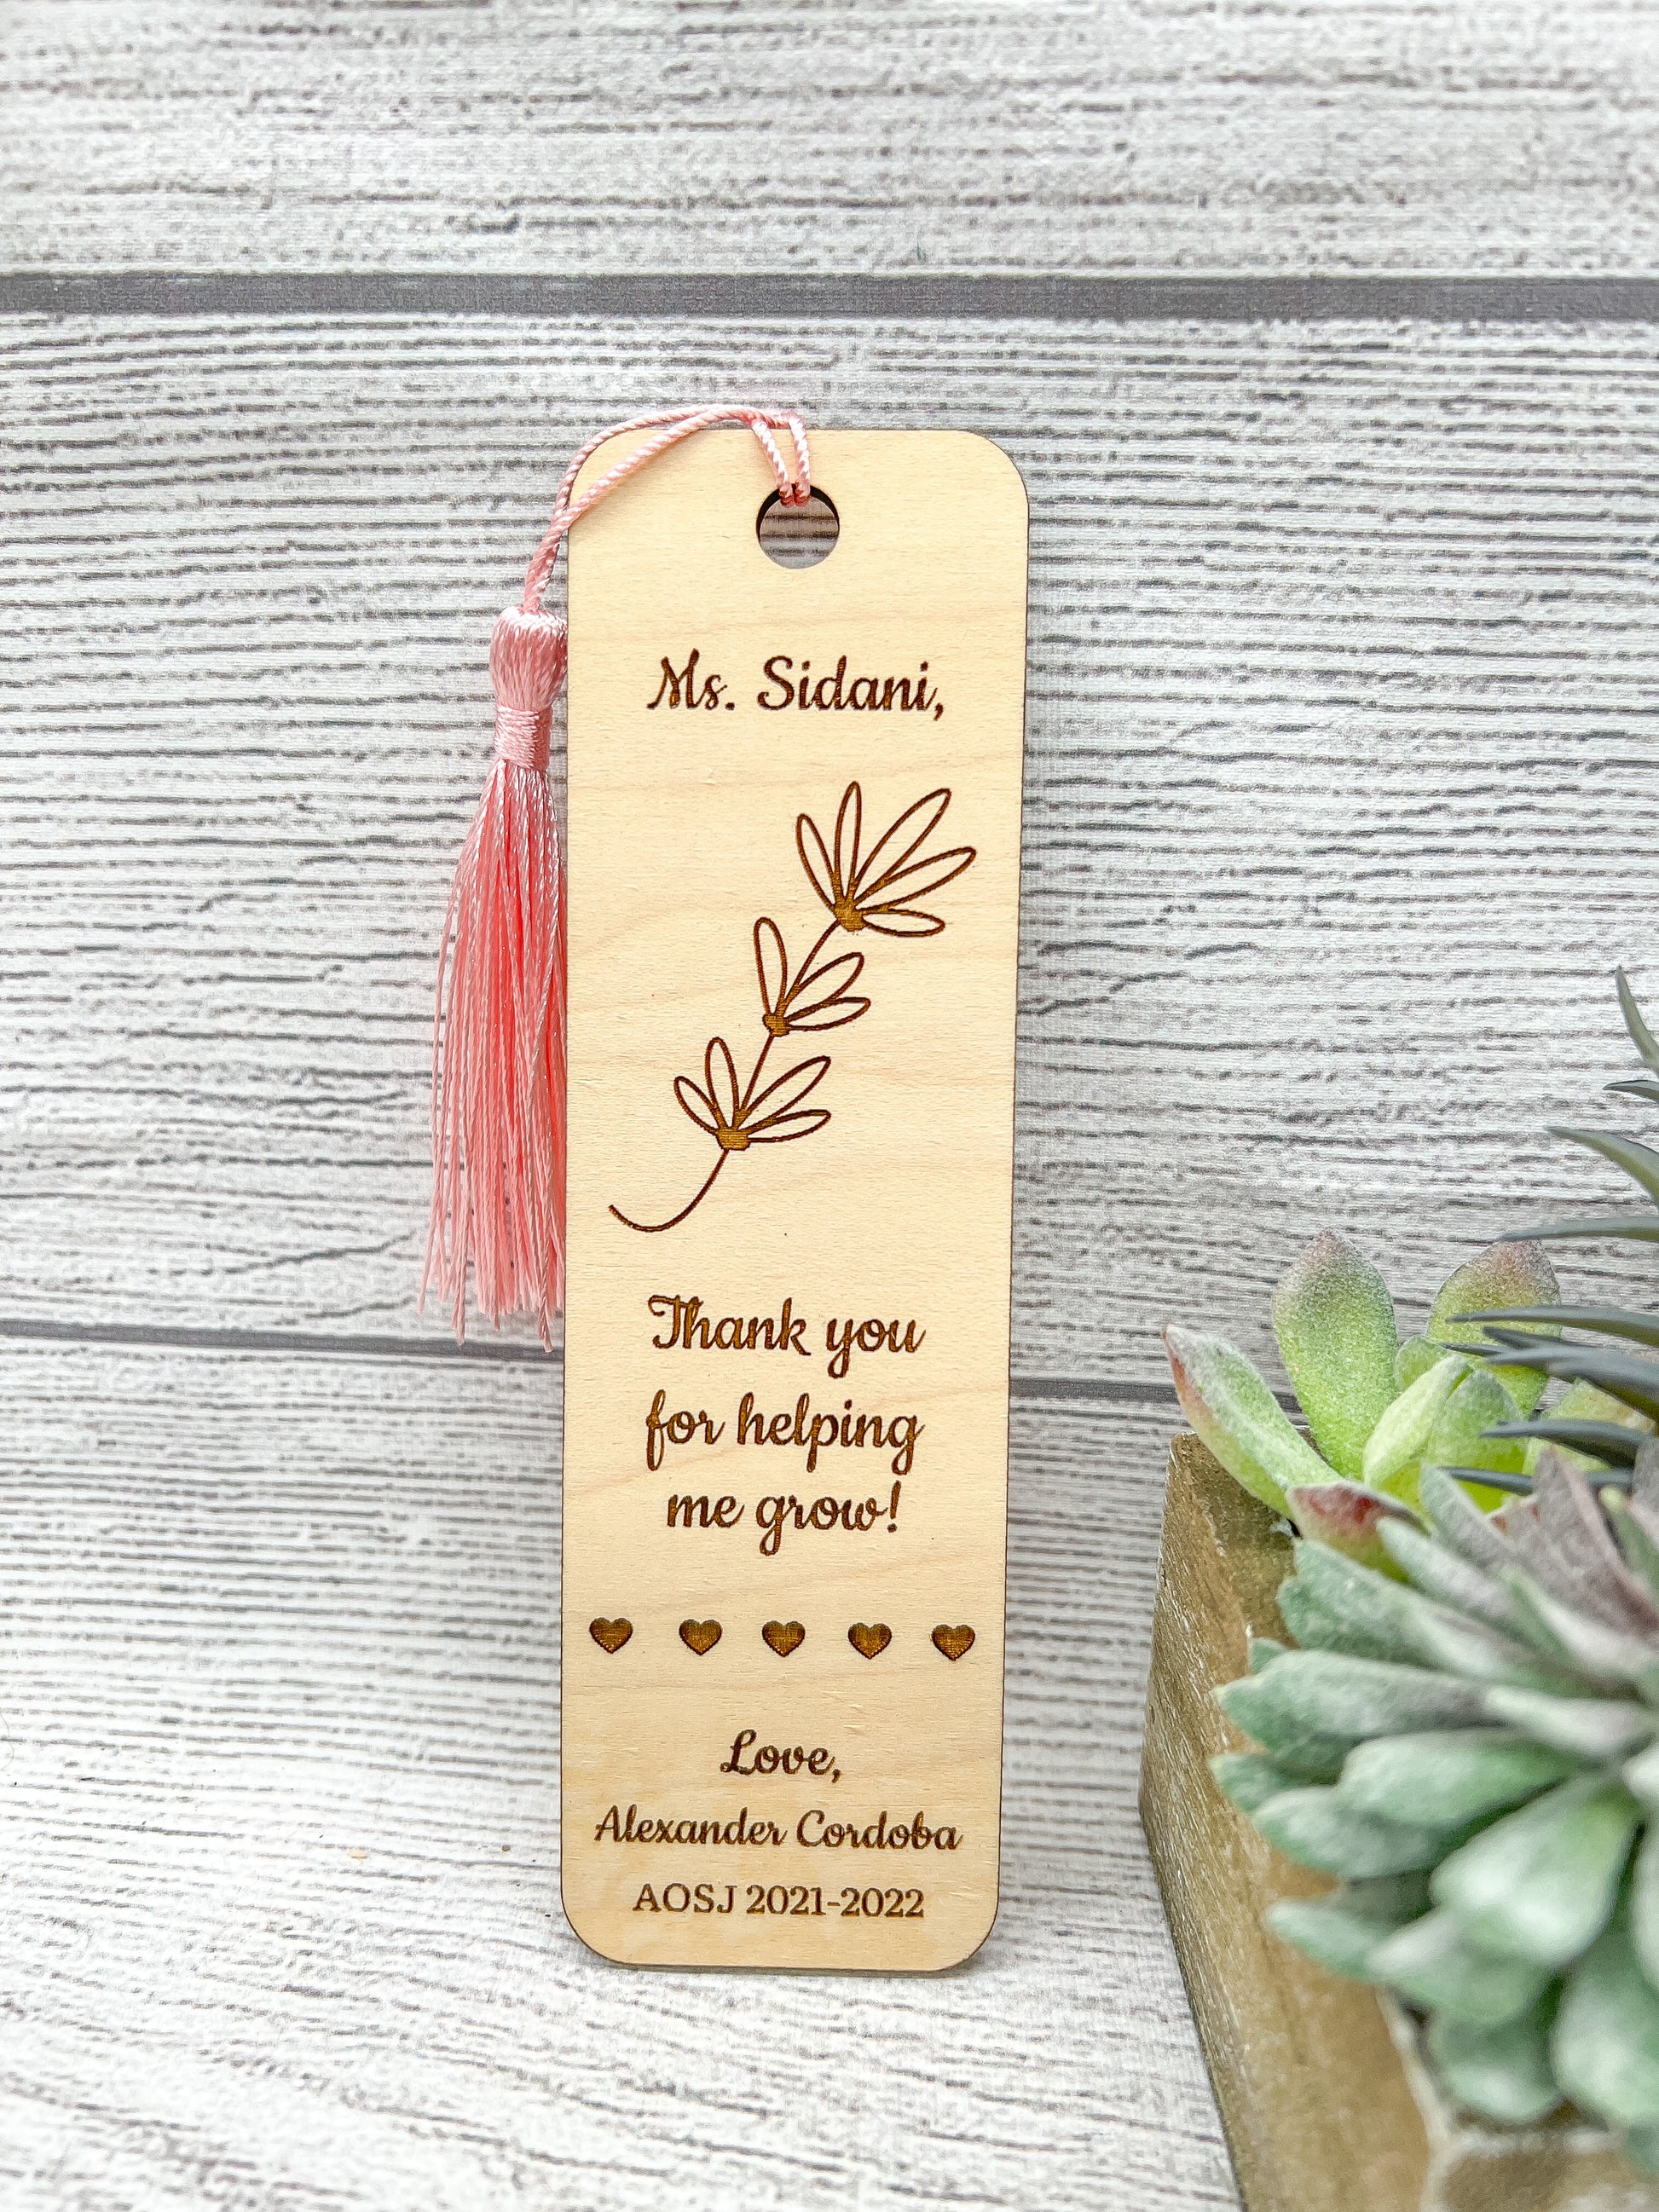 Ms. Sidani,
Thank you
for helping
me grow!
Love,
Alexander Cordoba
AOSJ 2021-2022